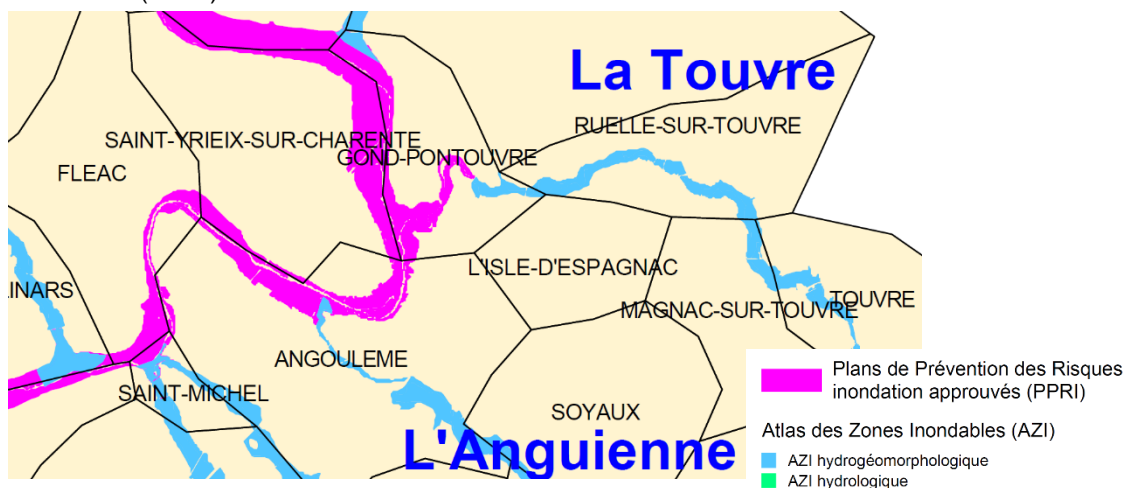 La Touvre
RUELLE-SUR-TOUVRE
SAINT-YRIEIX-SUR-CHARENTE
GOND-PONTOUVRE
FLEAC
L'ISLE-D'ESPAGNAC
LINARS
MAGNAC-SUR-TOUVRE
TOUVRE
ANGOULEME
SAINT-MICHEL
SOYAUX
L'Anguienne
Plans de Prévention des Risques
inondation approuvés (PPRI)
Atlas des Zones Inondables (AZI)
AZI hydrogéomorphologique
AZI hydrologique